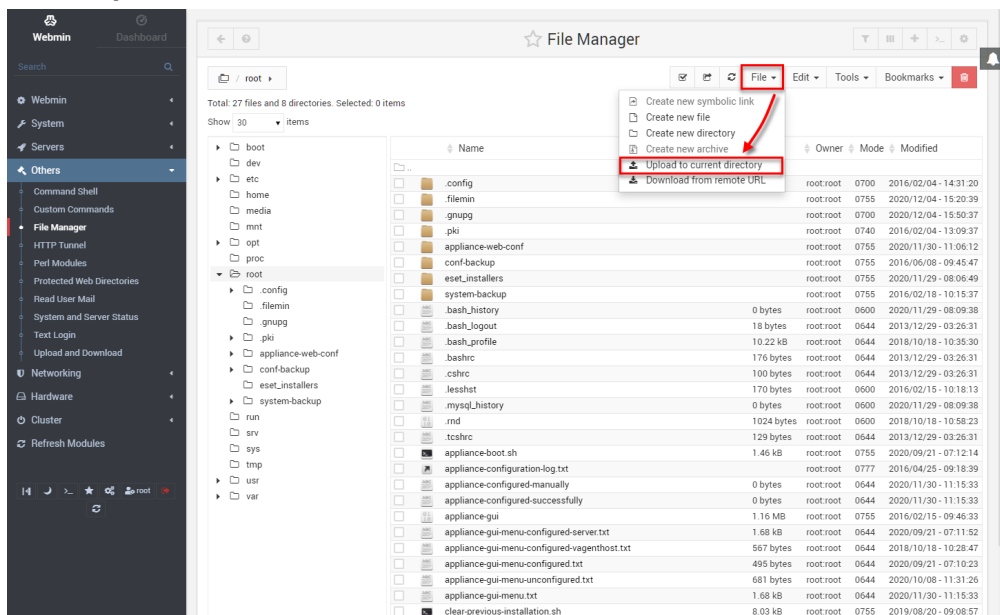 Webmin
Dashboard
File Manager
Search
/ root
File
Edit
Tools
Bookmarks
Total: 27 files and 8 directories. Selected: 0 items
Show 30 items
Create new symbolic link
Create new file
Create new directory
Create new archive
Upload to current directory
Download from remote URL
Webmin
System
Servers
Others
Command Shell
Custom Commands
File Manager
HTTP Tunnel
Perl Modules
Protected Web Directories
Read User Mail
System and Server Status
Text Login
Upload and Download
Networking
Hardware
Cluster
Refresh Modules
root
boot
dev
etc
home
media
mnt
opt
proc
root
.config
.filemin
.gnupg
.pki
appliance-web-conf
conf-backup
eset_installers
system-backup
run
srv
sys
tmp
usr
var
Name Owner Mode Modified
..
.config root:root 0700 2016/02/04 - 14:31:20
.filemin root:root 0755 2020/12/04 - 15:20:39
.gnupg root:root 0700 2020/12/04 - 15:50:37
.pki root:root 0740 2016/02/04 - 13:09:37
appliance-web-conf root:root 0755 2020/11/30 - 11:06:12
conf-backup root:root 0755 2016/06/08 - 09:45:47
eset_installers root:root 0755 2020/11/29 - 08:06:49
system-backup root:root 0755 2016/02/18 - 10:15:37
.bash_history 0 bytes root:root 0600 2020/11/29 - 08:09:38
.bash_logout 18 bytes root:root 0644 2013/12/29 - 03:26:31
.bash_profile 10.22 kB root:root 0644 2018/10/18 - 10:35:30
.bashrc 176 bytes root:root 0644 2013/12/29 - 03:26:31
.cshrc 100 bytes root:root 0644 2013/12/29 - 03:26:31
.lesshst 170 bytes root:root 0600 2016/02/15 - 10:18:13
.mysql_history 0 bytes root:root 0600 2020/11/29 - 08:09:38
.rnd 1024 bytes root:root 0600 2018/10/18 - 10:58:23
.tcshrc 129 bytes root:root 0644 2013/12/29 - 03:26:31
appliance-boot.sh 1.46 kB root:root 0755 2020/09/21 - 07:12:14
appliance-configuration-log.txt root:root 0777 2016/04/25 - 09:18:39
appliance-configured-manually 0 bytes root:root 0644 2020/11/30 - 11:15:33
appliance-configured-successfully 0 bytes root:root 0644 2020/11/30 - 11:15:33
appliance-gui 1.16 MB root:root 0755 2016/02/15 - 09:46:33
appliance-gui-menu-configured-server.txt 1.68 kB root:root 0644 2020/09/21 - 07:11:52
appliance-gui-menu-configured-vagenthost.txt 567 bytes root:root 0644 2018/10/18 - 10:28:47
appliance-gui-menu-configured.txt 495 bytes root:root 0644 2020/09/21 - 07:10:23
appliance-gui-menu-unconfigured.txt 681 bytes root:root 0644 2020/10/08 - 11:31:26
appliance-gui-menu.txt 1.68 kB root:root 0644 2020/11/30 - 11:15:33
clear-previous-installation.sh 8.03 kB root:root 0755 2019/08/20 - 09:08:57